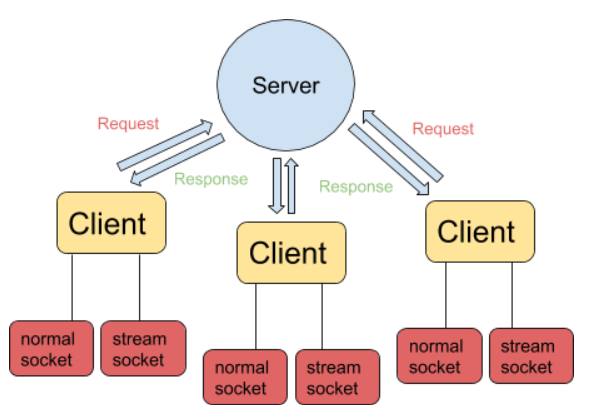 Server
Request
Request
Response
Response
Client
Client
Client
normal
socket
stream
socket
normal
socket
stream
socket
normal
socket
stream
socket